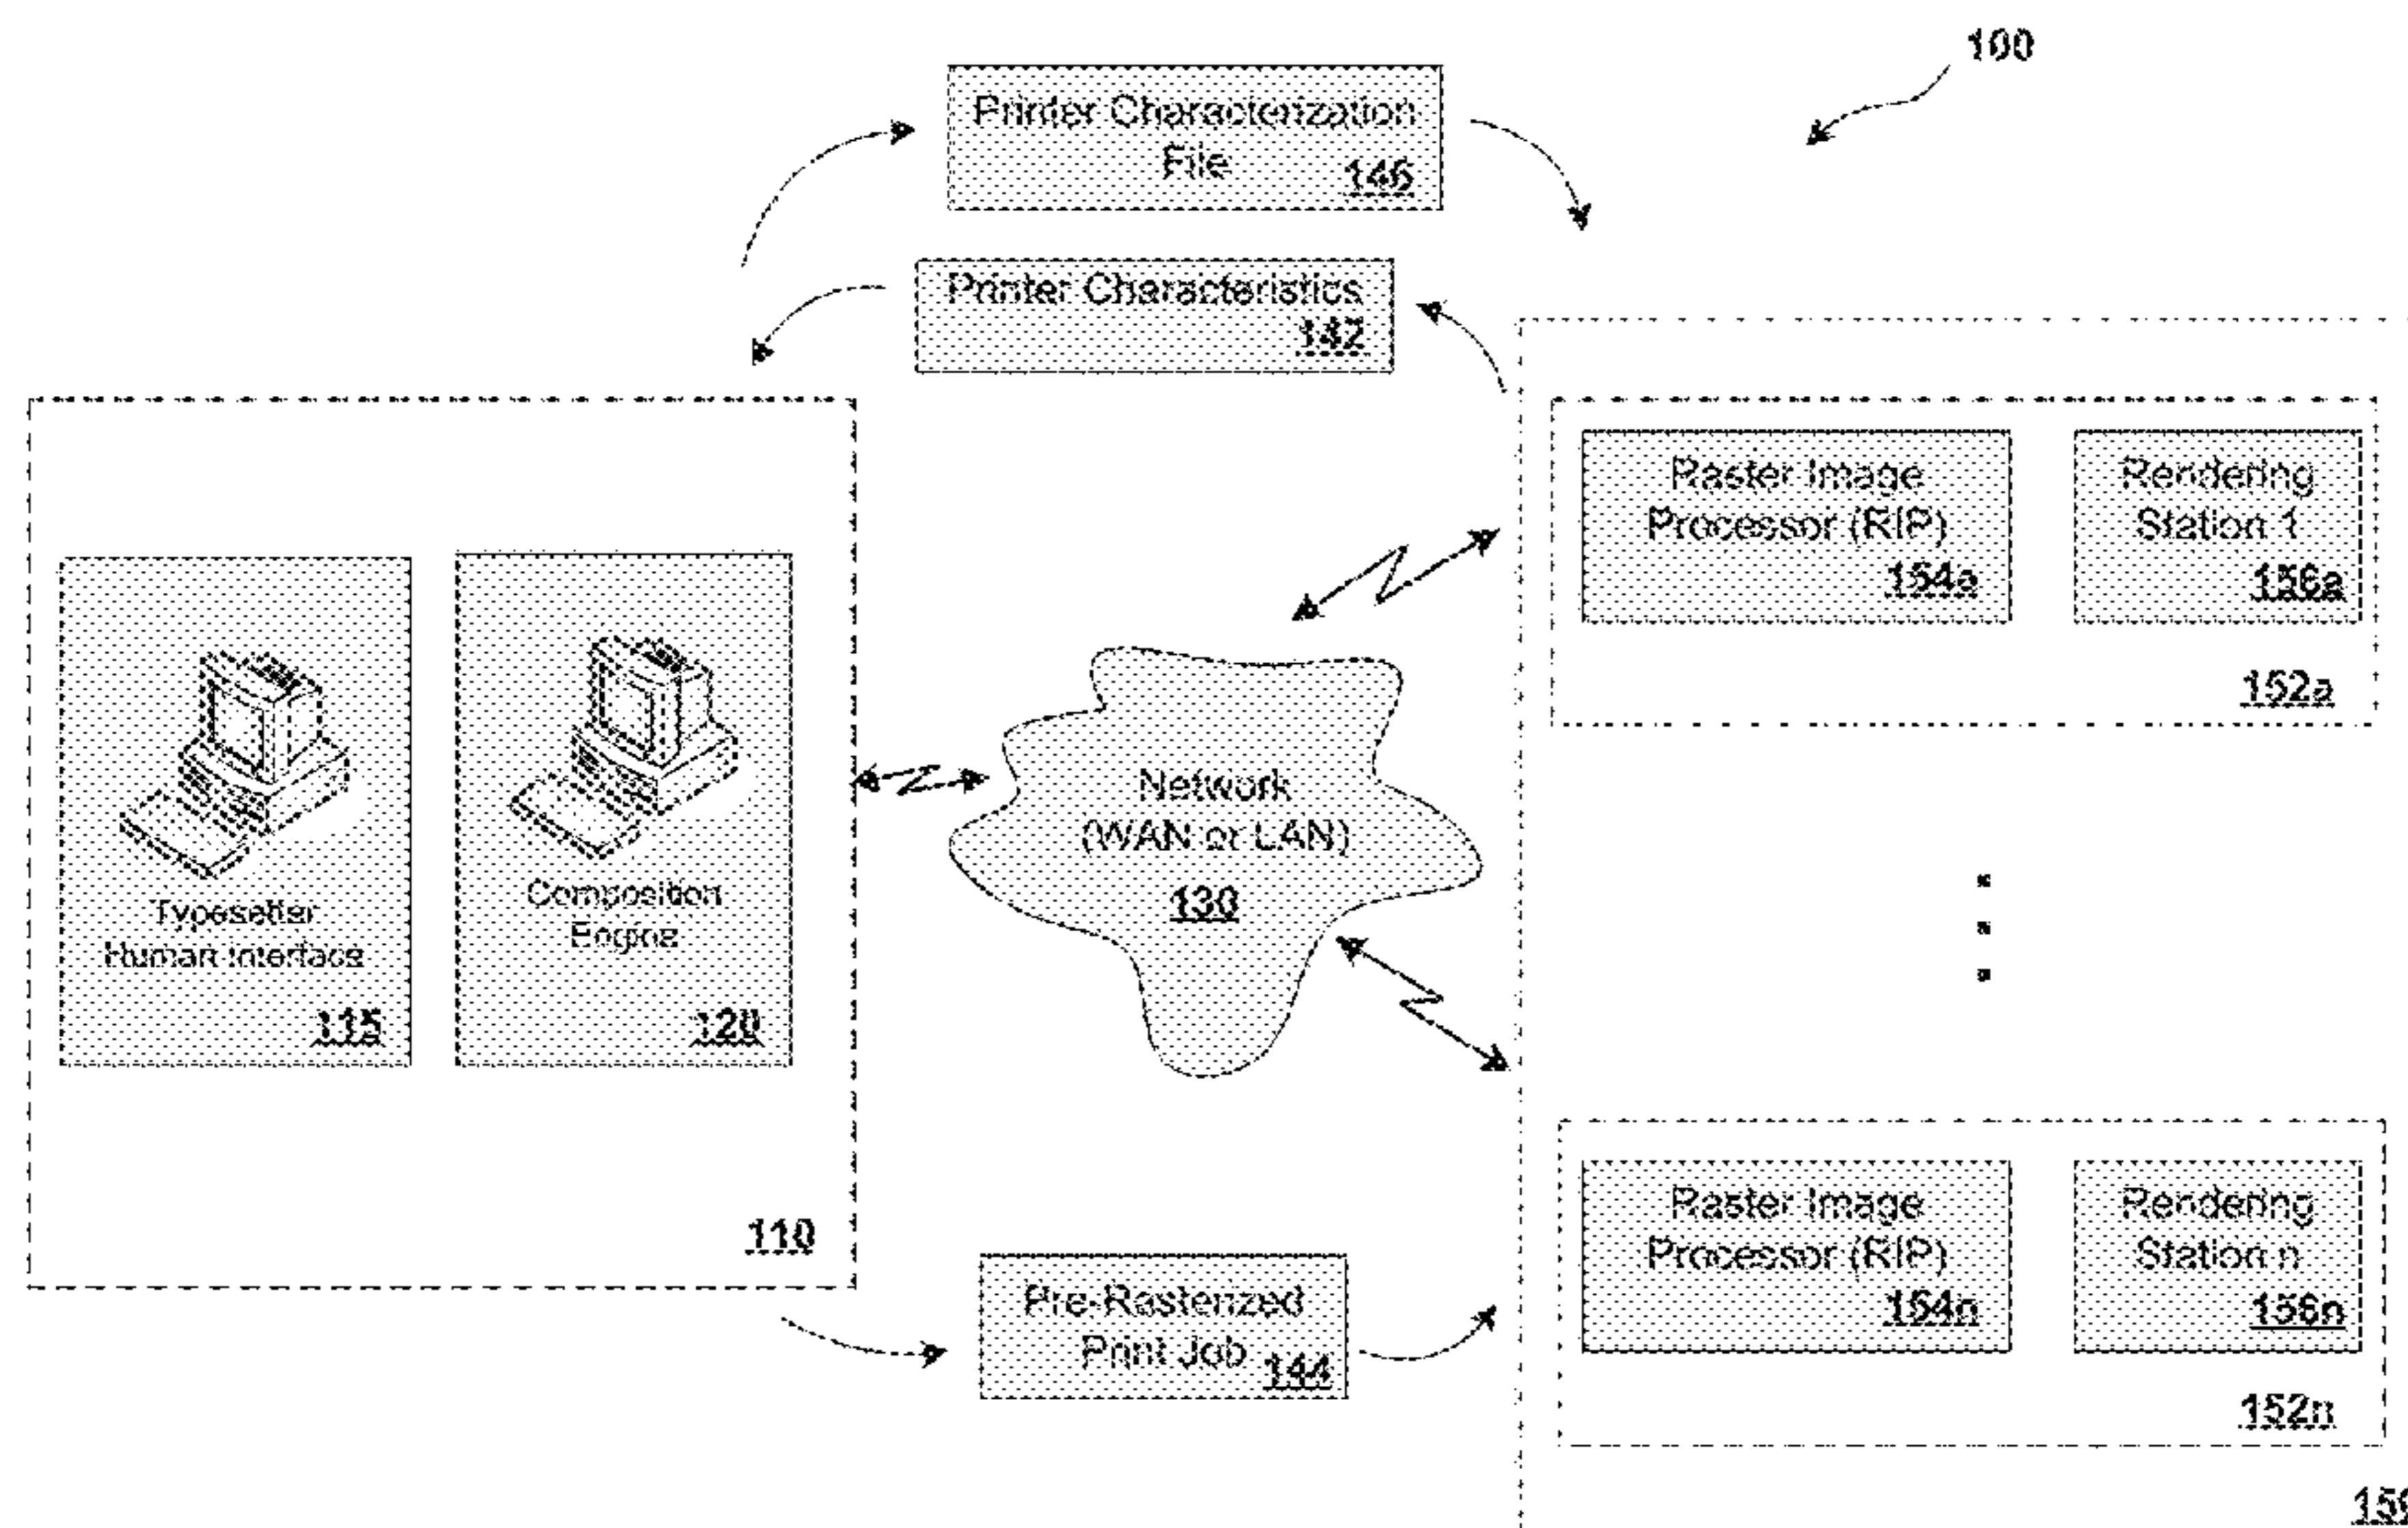 100
Printer Characterization
File 146
Printer Characteristics
142
Raster Image
Processor (RIP)
154a
Rendering
Station 1
156a
152a
Typesetter
Human Interface
115
Composition
Engine
120
110
Network
(WAN or LAN)
130
Raster Image
Processor (RIP)
154n
Rendering
Station n
156n
152n
Pre-Rasterized
Print Job 144